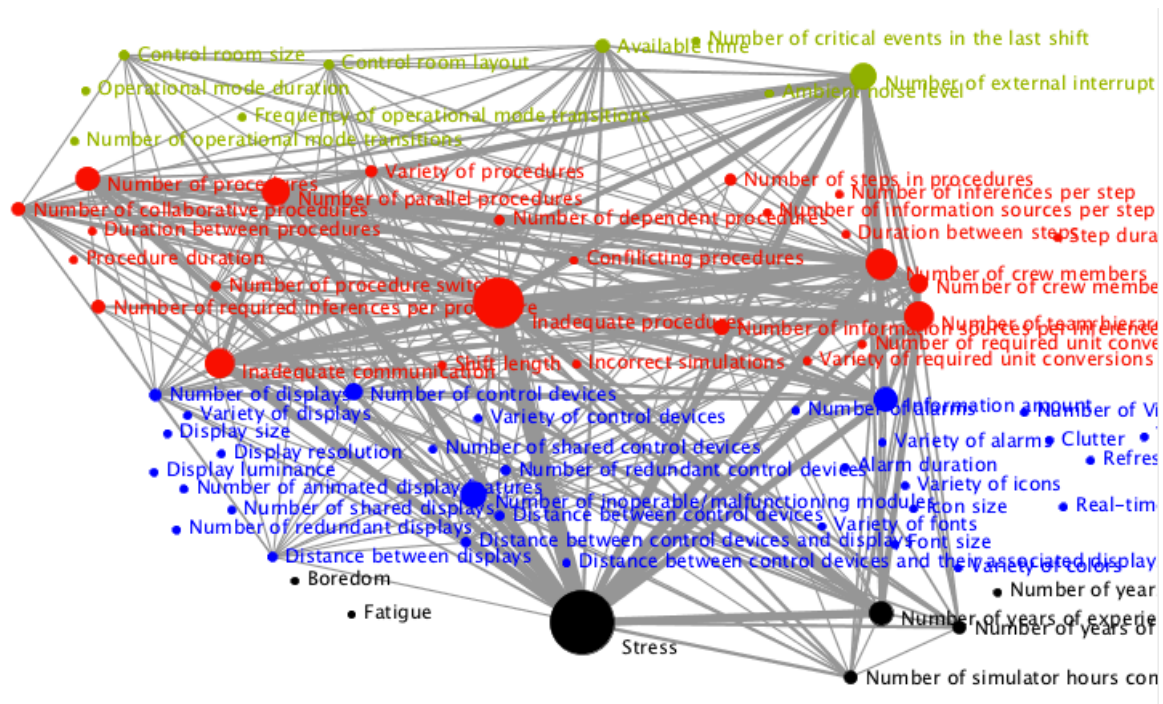 Number of critical events in the last shift
Available time
Control room size
Control room layout
Number of external interrupt
Operational mode duration
Ambient noise level
Frequency of operational mode transitions
Number of operational mode transitions
Variety of procedures
Number of steps in procedures
Number of procedures
Number of inferences per step
Number of parallel procedures
Number of collaborative procedures
Number of information sources per step
Number of dependent procedures
Duration between procedures
Duration between steps
Step dura
Procedure duration
Confilicting procedures
Number of crew members
Number of procedure switc
Number of crew membe
Number of required inferences per pro
Inadequate procedures
Number of team hierar
Number of information sources per inference
Number of required unit conve
Shift length
Incorrect simulations
Variety of required unit conversions
Inadequate communication
Number of displays
Number of control devices
Information amount
Number of alarms
Number of Vi
Variety of displays
Variety of control devices
Display size
Variety of alarms
Clutter
Number of shared control devices
Display resolution
Refres
Alarm duration
Display luminance
Number of redundant control devices
Variety of icons
Number of animated display features
Number of inoperable/malfunctioning modules
Icon size
Real-tim
Number of shared displays
Distance between control devices
Variety of fonts
Number of redundant displays
Distance between control devices and displays
Font size
Distance between displays
Distance between control devices and their associated display
Variety of colors
Boredom
Number of year
Fatigue
Number of years of experie
Number of years of
Stress
Number of simulator hours con